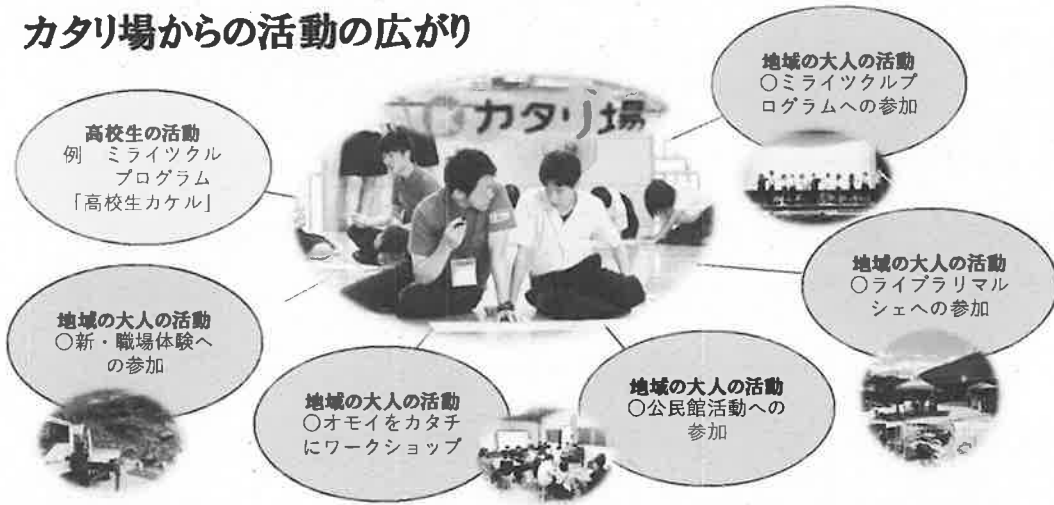 カタリ場からの活動の広がり
カタリ場
地域の大人の活動
○ミライツクルプ
ログラムへの参加
高校生の活動
例 ミライツクル
プログラム
「高校生カケル」
地域の大人の活動
○ライブラリマル
シェへの参加
地域の大人の活動
○新・職場体験へ
の参加
地域の大人の活動
○オモイをカタチ
にワークショップ
地域の大人の活動
○公民館活動への
参加